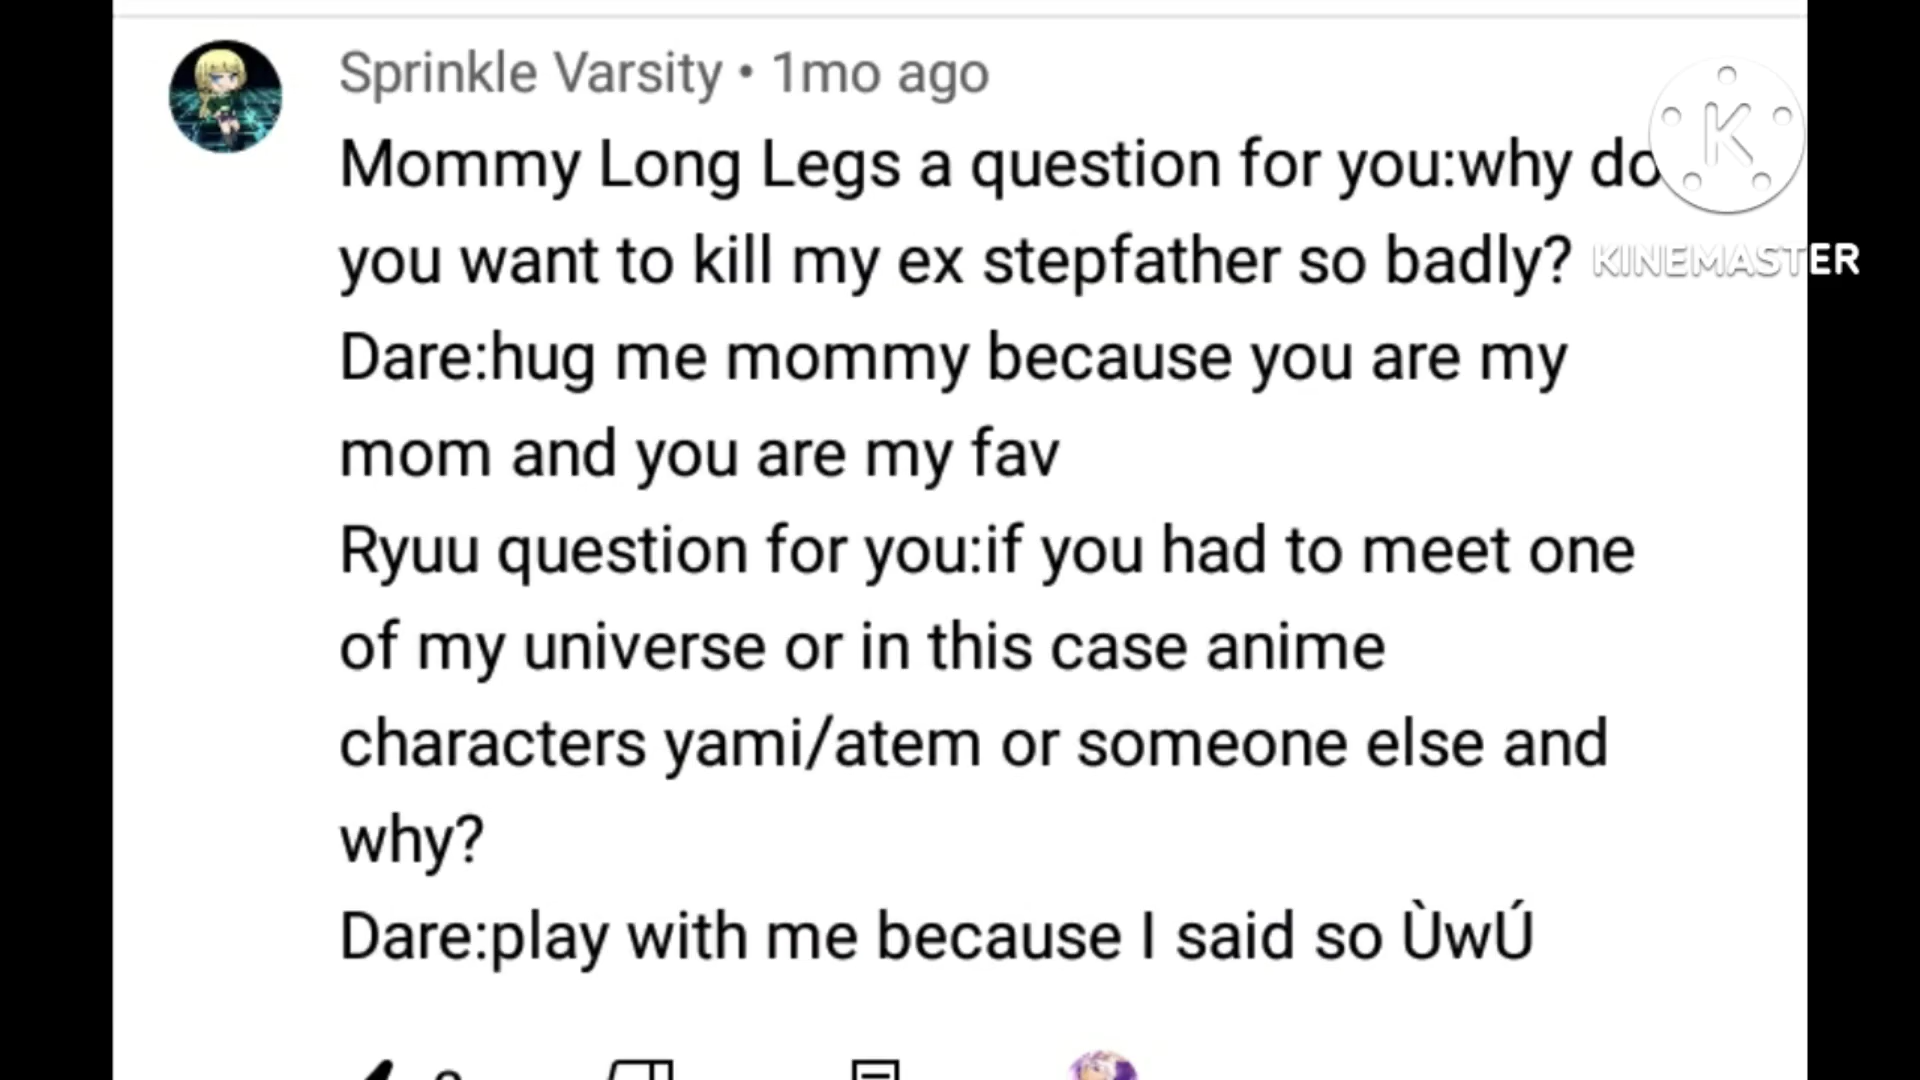 Sprinkle Varsity • 1mo ago
Mommy Long Legs a question for you:why do
you want to kill my ex stepfather so badly?
KINEMASTER
Dare:hug me mommy because you are my
mom and you are my fav
Ryuu question for you:if you had to meet one
of my universe or in this case anime
characters yami/atem or someone else and
why?
Dare:play with me because I said so ÙwÚ